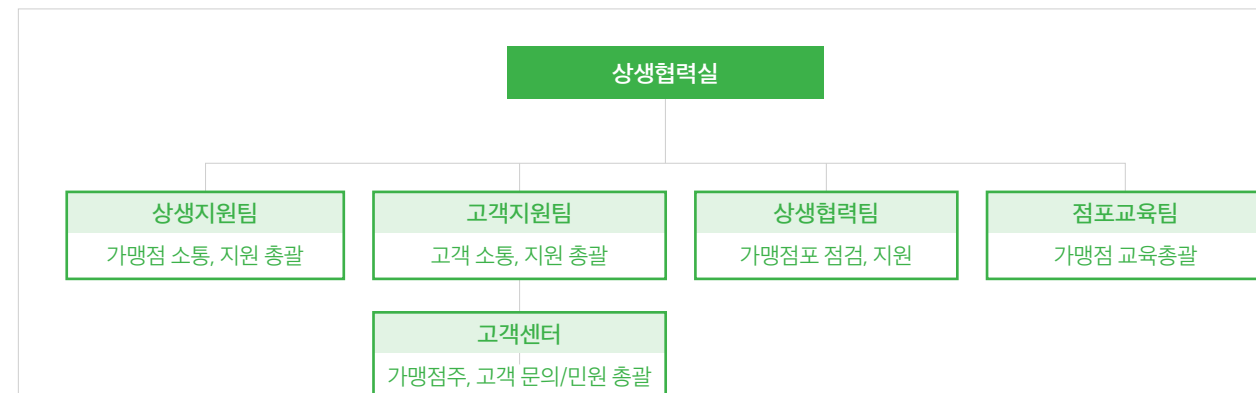 상생협력실
상생지원팀
가맹점 소통, 지원 총괄
고객지원팀
고객 소통, 지원 총괄
상생협력팀
가맹점포 점검, 지원
점포교육팀
가맹점 교육총괄
고객센터
가맹점주, 고객 문의/민원 총괄